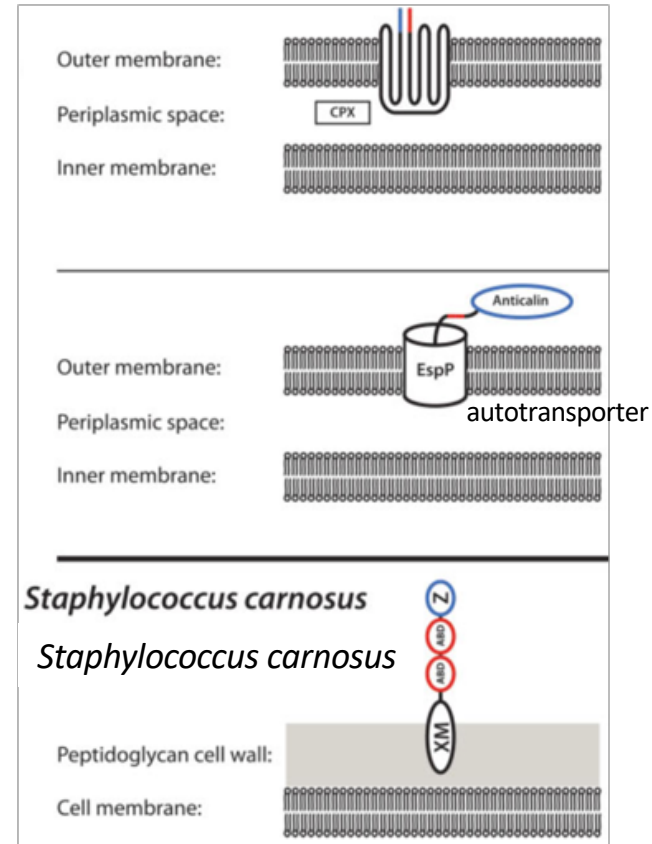 Outer membrane:
Periplasmic space:
CPX
Inner membrane:
Anticalin
Outer membrane:
EspP
autotransporter
Periplasmic space:
Inner membrane:
Staphylococcus carnosus
Z
Staphylococcus carnosus
ABD
ABD
XM
Peptidoglycan cell wall:
Cell membrane: